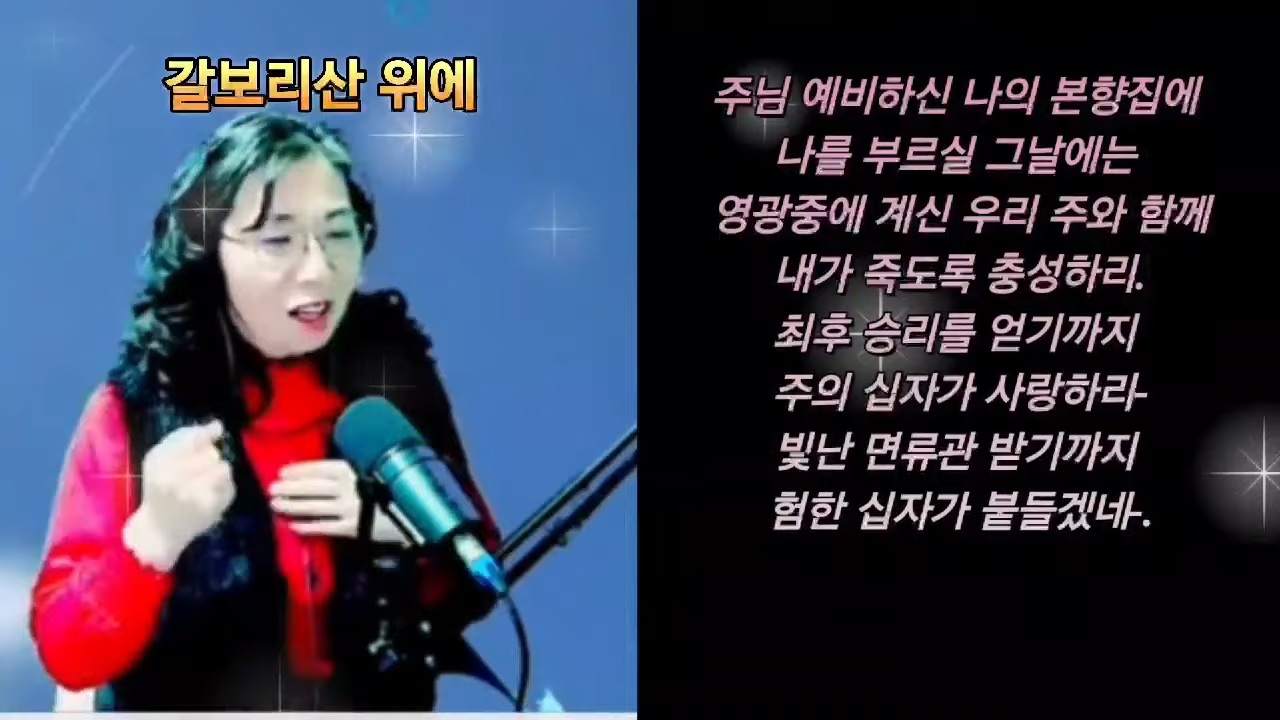 갈보리산 위에
주님 예비하신 나의 본향집에
나를 부르실 그날에는
영광중에 계신 우리 주와 함께
내가 죽도록 충성하리.
최후 승리를 얻기까지
주의 십자가 사랑하라-
빛난 면류관 받기까지
험한 십자가 붙들겠네-.